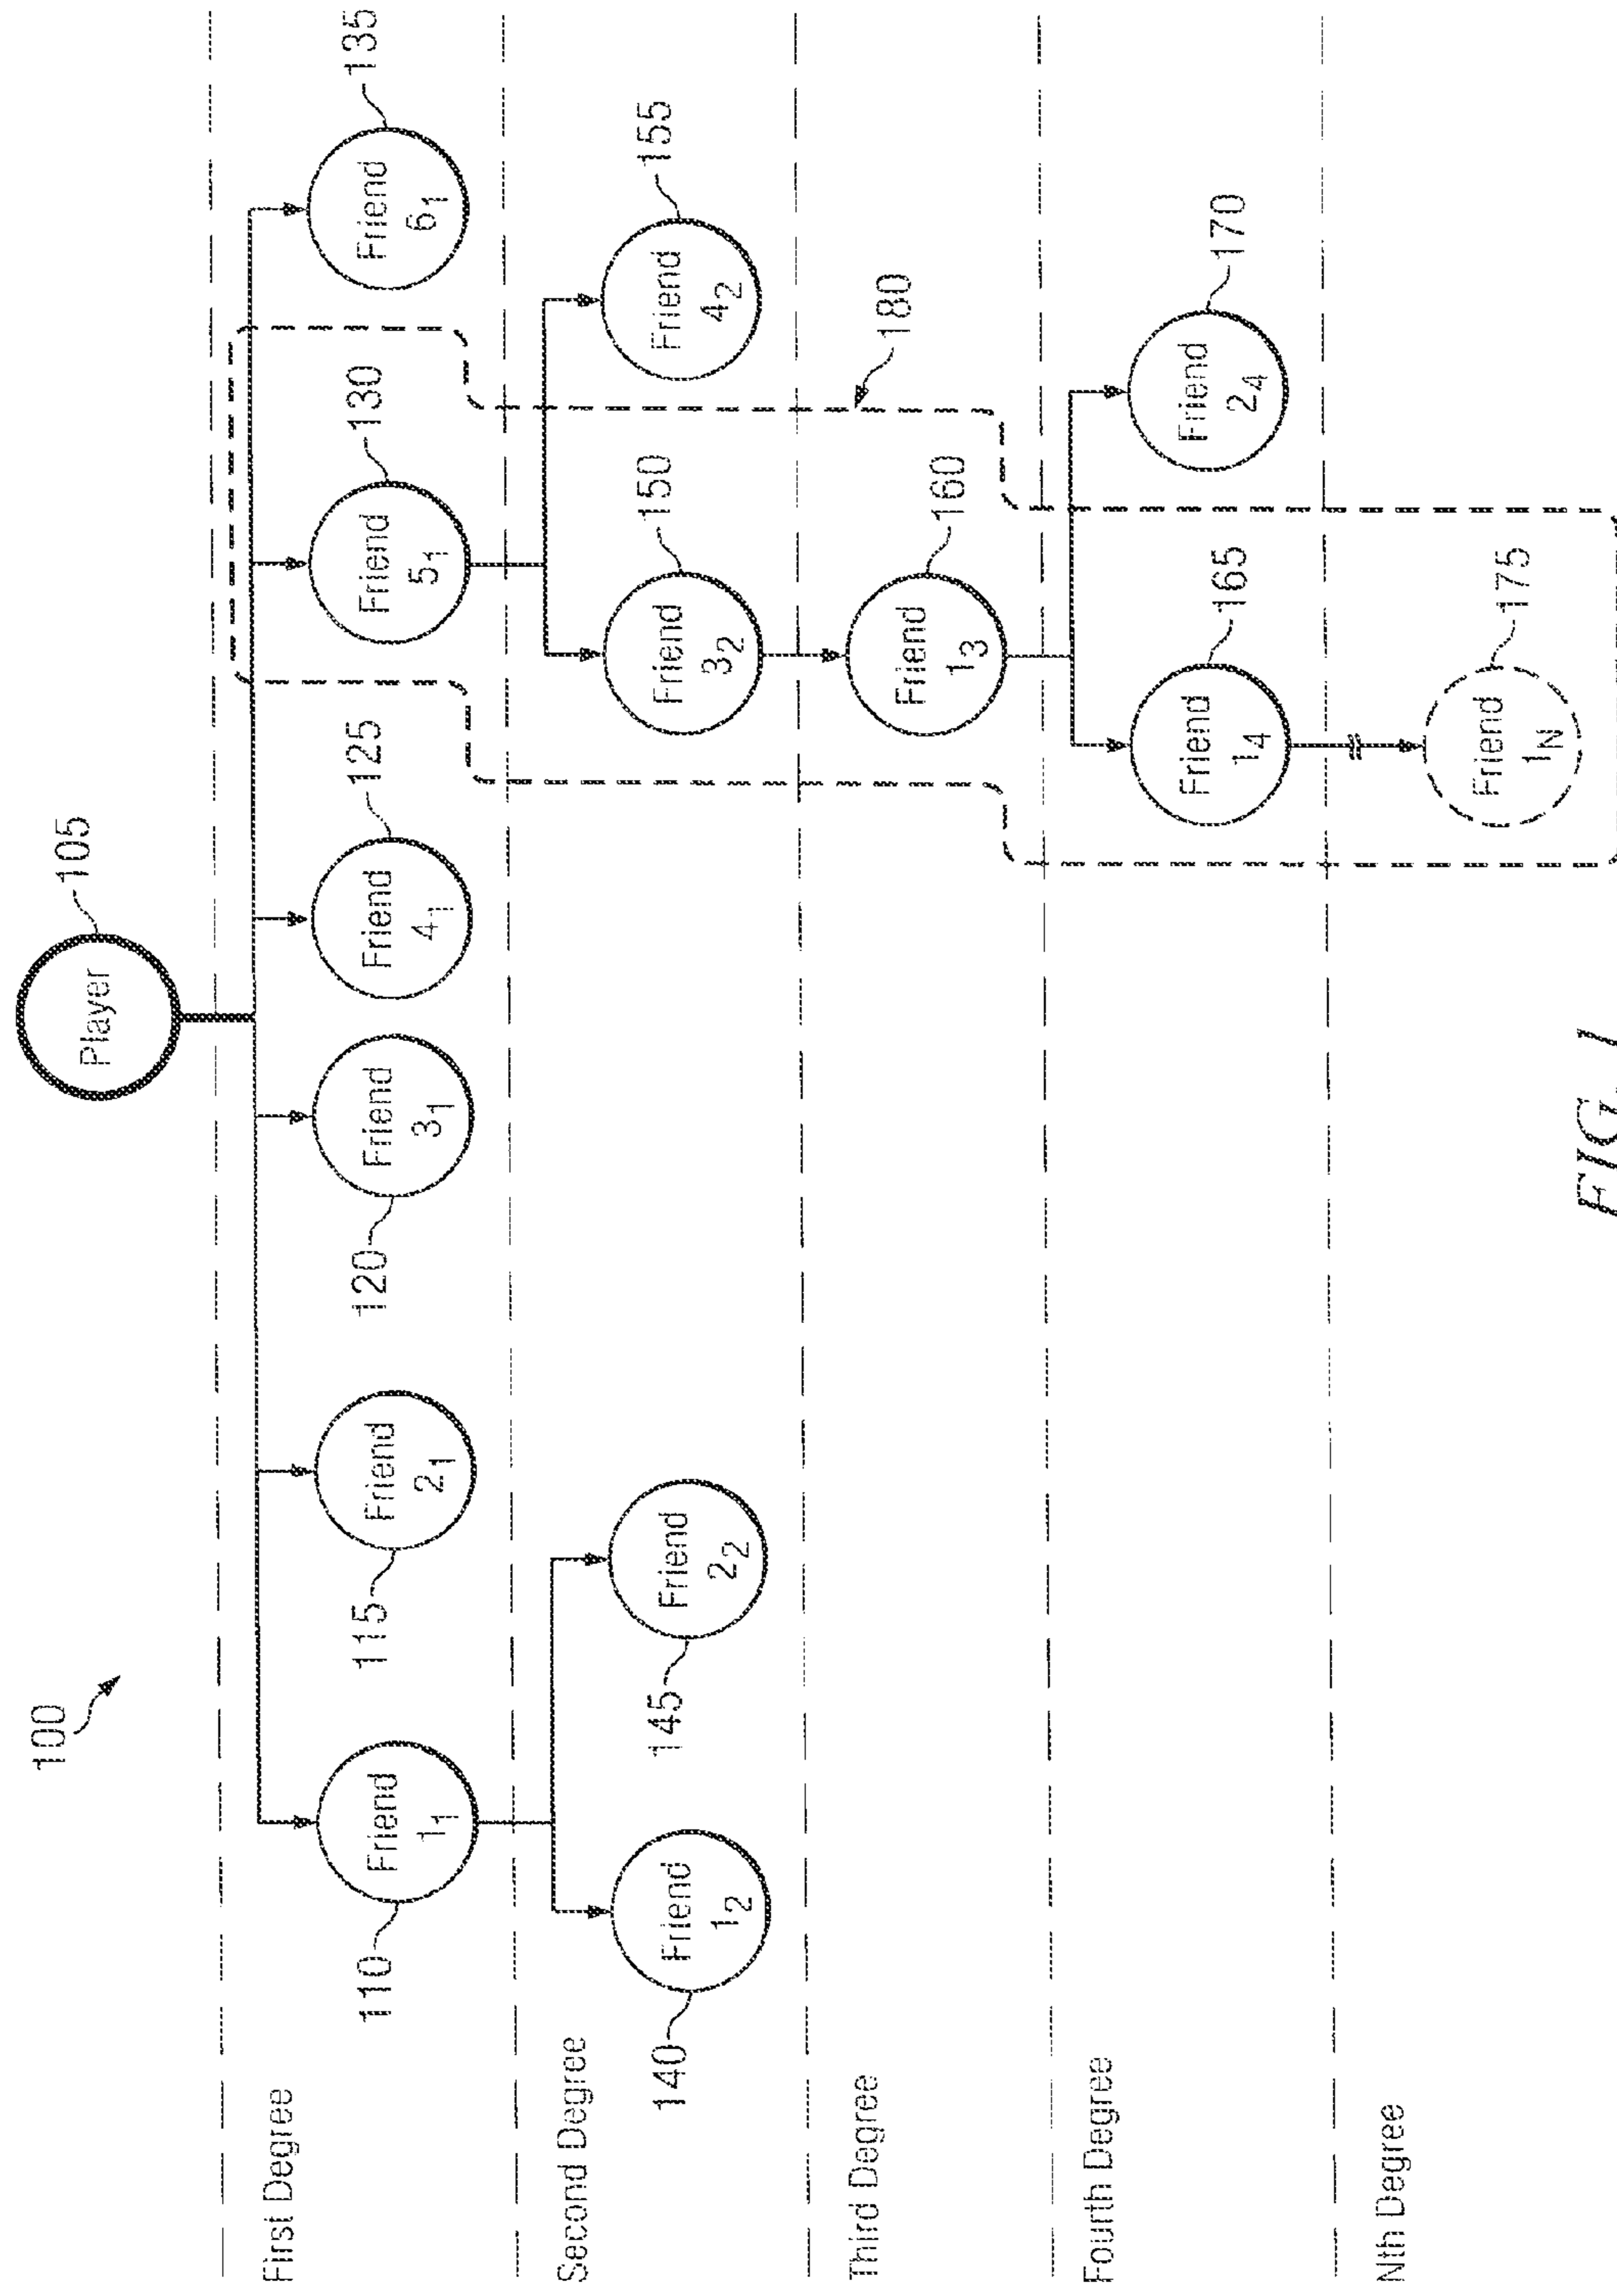 100
Player
105
First Degree
110
Friend
1₁
115
Friend
2₁
120
Friend
3₁
Friend
4₁
125
Friend
5₁
130
Friend
6₁
135
Second Degree
140
Friend
1₂
145
Friend
2₂
Friend
3₂
150
Friend
4₂
155
180
Third Degree
Friend
1₃
160
Fourth Degree
Friend
1₄
165
Friend
2₄
170
Nth Degree
Friend
1N
175
FIG. 1